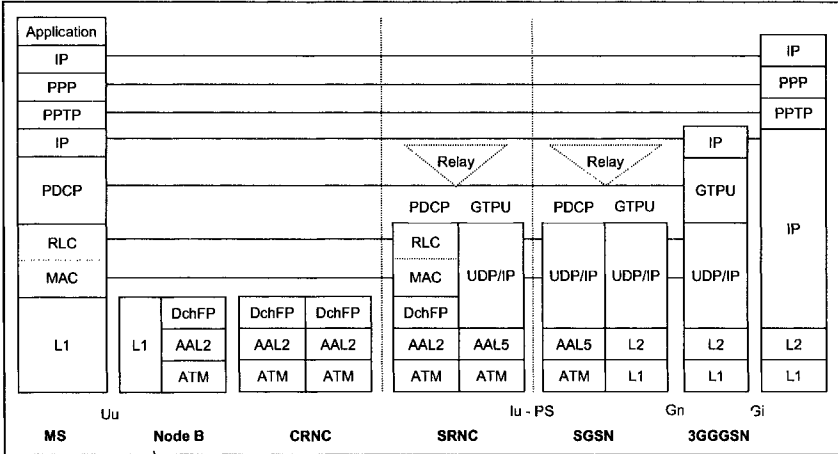 Application
IP IP
PPP PPP
PPTP PPTP
IP IP
Relay Relay
PDCP GTPU
PDCP GTPU PDCP GTPU
IP
RLC RLC
MAC MAC UDP/IP UDP/IP UDP/IP UDP/IP
DchFP DchFP DchFP DchFP
L1 L1 AAL2 AAL2 AAL2 AAL2 AAL5 AAL5 L2 L2 L2
ATM ATM ATM ATM ATM ATM L1 L1 L1
Uu Iu - PS Gn Gi
MS Node B CRNC SRNC SGSN 3GGGSN